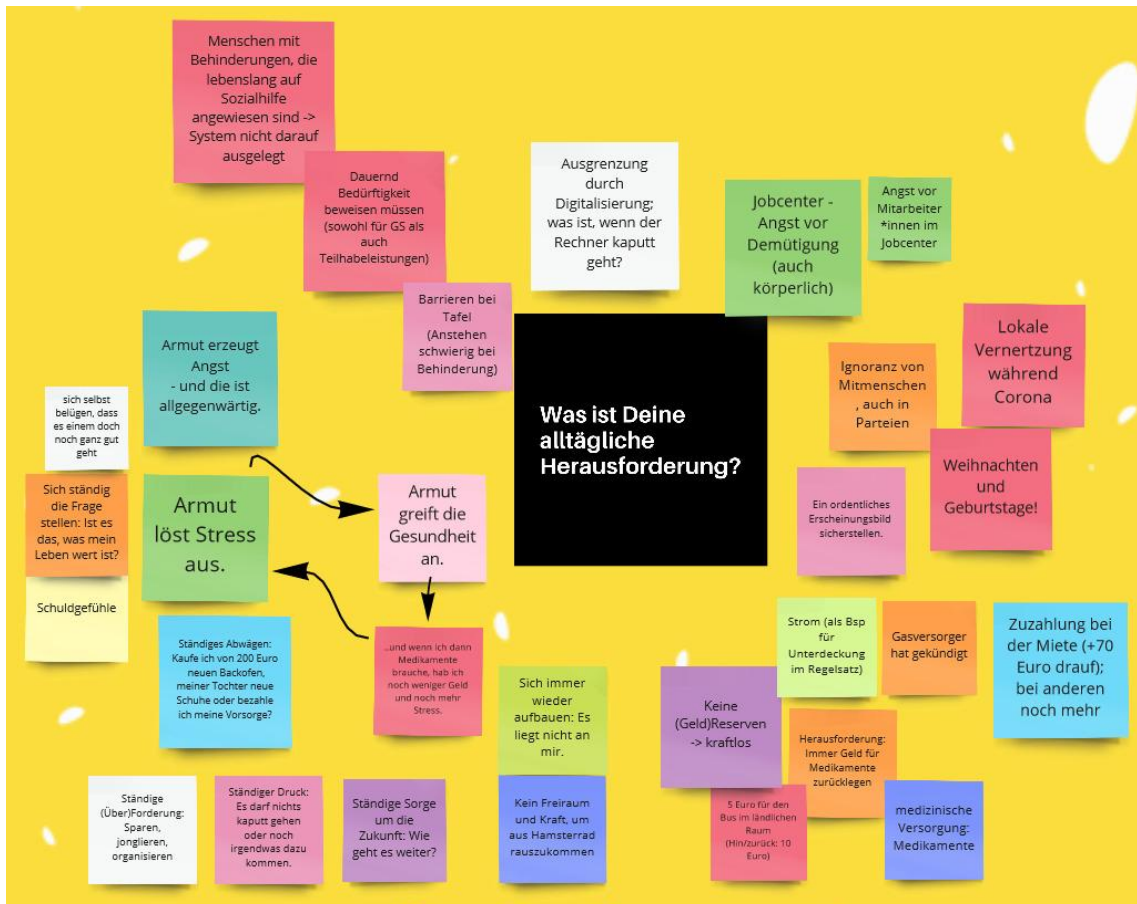 Menschen mit
Behinderungen, die
lebenslang auf
Sozialhilfe
angewiesen sind ->
System nicht darauf
ausgelegt
Dauernd
Bedürftigkeit
beweisen müssen
(sowohl für GS als
auch
Teilhabeleistungen)
Barrieren bei
Tafel
(Anstehen
schwierig bei
Behinderung)
Ausgrenzung
durch
Digitalisierung;
was ist, wenn der
Rechner kaputt
geht?
Jobcenter -
Angst vor
Demütigung
(auch
körperlich)
Angst vor
Mitarbeiter
*innen im
Jobcenter
Was ist Deine
alltägliche
Herausforderung?
Ignoranz von
Mitmenschen
, auch in
Parteien
Lokale
Vernertzung
während
Corona
Weihnachten
und
Geburtstage!
Ein ordentliches
Erscheinungsbild
sicherstellen.
Armut erzeugt
Angst
- und die ist
allgegenwärtig.
sich selbst
belügen, dass
es einem doch
noch ganz gut
geht
Sich ständig
die Frage
stellen: Ist es
das, was mein
Leben wert ist?
Schuldgefühle
Armut
löst Stress
aus.
Armut
greift die
Gesundheit
an.
..und wenn ich dann
Medikamente
brauche, hab ich
noch weniger Geld
und noch mehr
Stress.
Ständiges Abwägen:
Kaufe ich von 200 Euro
neuen Backofen,
meiner Tochter neue
Schuhe oder bezahle
ich meine Vorsorge?
Sich immer
wieder
aufbauen: Es
liegt nicht an
mir.
Kein Freiraum
und Kraft, um
aus Hamsterrad
rauszukommen
Ständige
(Über)Forderung:
Sparen,
jonglieren,
organisieren
Ständiger Druck:
Es darf nichts
kaputt gehen
oder noch
irgendwas dazu
kommen.
Ständige Sorge
um die
Zukunft: Wie
geht es weiter?
Strom (als Bsp
für
Unterdeckung
im Regelsatz)
Gasversorger
hat gekündigt
Zuzahlung bei
der Miete (+70
Euro drauf);
bei anderen
noch mehr
Keine
(Geld)Reserven
-> kraftlos
Herausforderung:
Immer Geld für
Medikamente
zurücklegen
5 Euro für den
Bus im ländlichen
Raum
(Hin/zurück: 10
Euro)
medizinische
Versorgung:
Medikamente